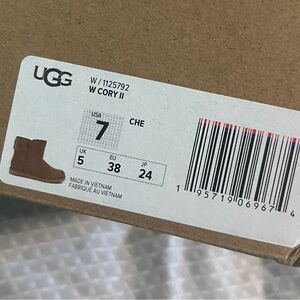 UGG
W / 1125792
W CORY II
USA
7
CHE
UK
5
EU
38
JP
24
MADE IN VIETNAM
FABRIQUÉ AU VIETNAM
1 95719 06967 4